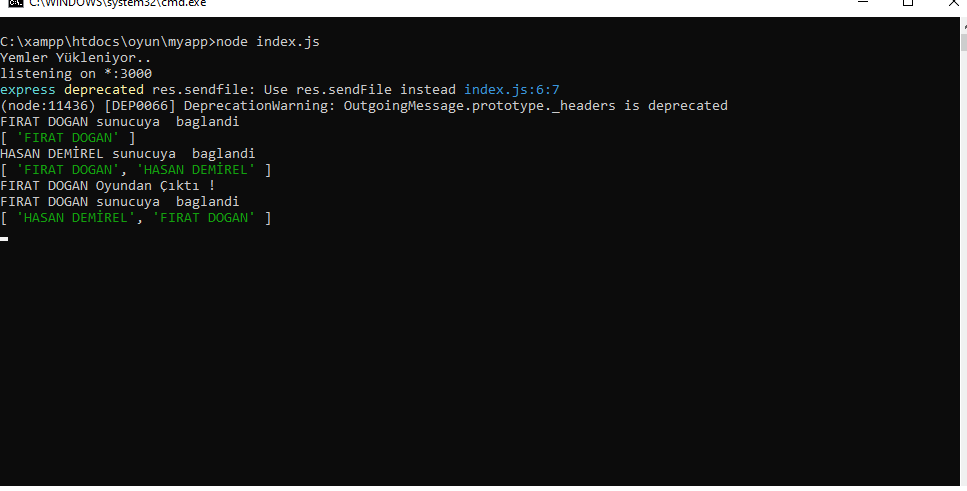 C:\WINDOWS\system32\cmd.exe
C:\xampp\htdocs\oyun\myapp>node index.js
Yemler Yükleniyor..
listening on *:3000
express deprecated res.sendfile: Use res.sendFile instead index.js:6:7
(node:11436) [DEP0066] DeprecationWarning: OutgoingMessage.prototype._headers is deprecated
FIRAT DOGAN sunucuya  baglandi
[ 'FIRAT DOGAN' ]
HASAN DEMİREL sunucuya  baglandi
[ 'FIRAT DOGAN', 'HASAN DEMİREL' ]
FIRAT DOGAN Oyundan Çıktı !
FIRAT DOGAN sunucuya  baglandi
[ 'HASAN DEMİREL', 'FIRAT DOGAN' ]